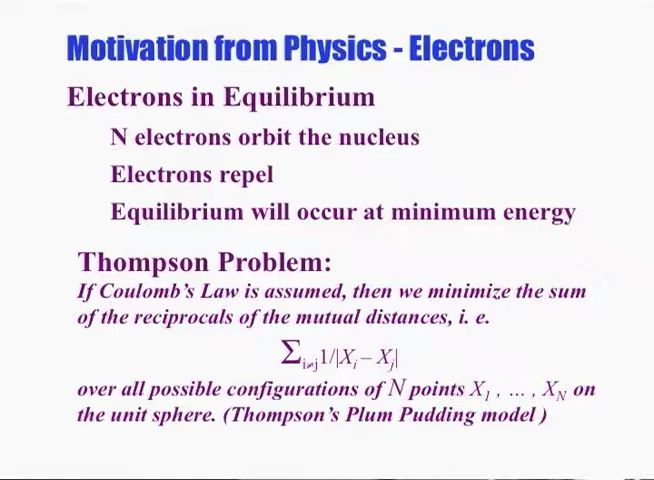 Motivation from Physics - Electrons
Electrons in Equilibrium
N electrons orbit the nucleus
Electrons repel
Equilibrium will occur at minimum energy
Thompson Problem:
If Coulomb's Law is assumed, then we minimize the sum
of the reciprocals of the mutual distances, i. e.
∑i≠j 1/|Xi – Xj|
over all possible configurations of N points X1 , ... , XN on
the unit sphere. (Thompson's Plum Pudding model )